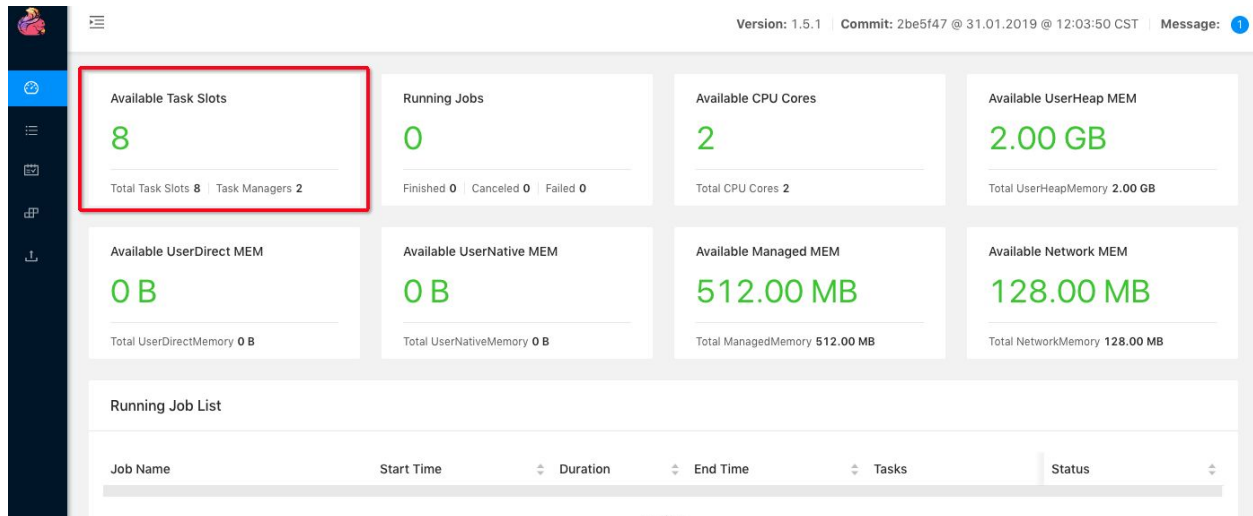 Version: 1.5.1 Commit: 2be5f47 @ 31.01.2019 @ 12:03:50 CST Message: 1
Available Task Slots
8
Total Task Slots 8 Task Managers 2
Running Jobs
0
Finished 0 Canceled 0 Failed 0
Available CPU Cores
2
Total CPU Cores 2
Available UserHeap MEM
2.00 GB
Total UserHeapMemory 2.00 GB
Available UserDirect MEM
0 B
Total UserDirectMemory 0 B
Available UserNative MEM
0 B
Total UserNativeMemory 0 B
Available Managed MEM
512.00 MB
Total ManagedMemory 512.00 MB
Available Network MEM
128.00 MB
Total NetworkMemory 128.00 MB
Running Job List
Job Name Start Time Duration End Time Tasks Status